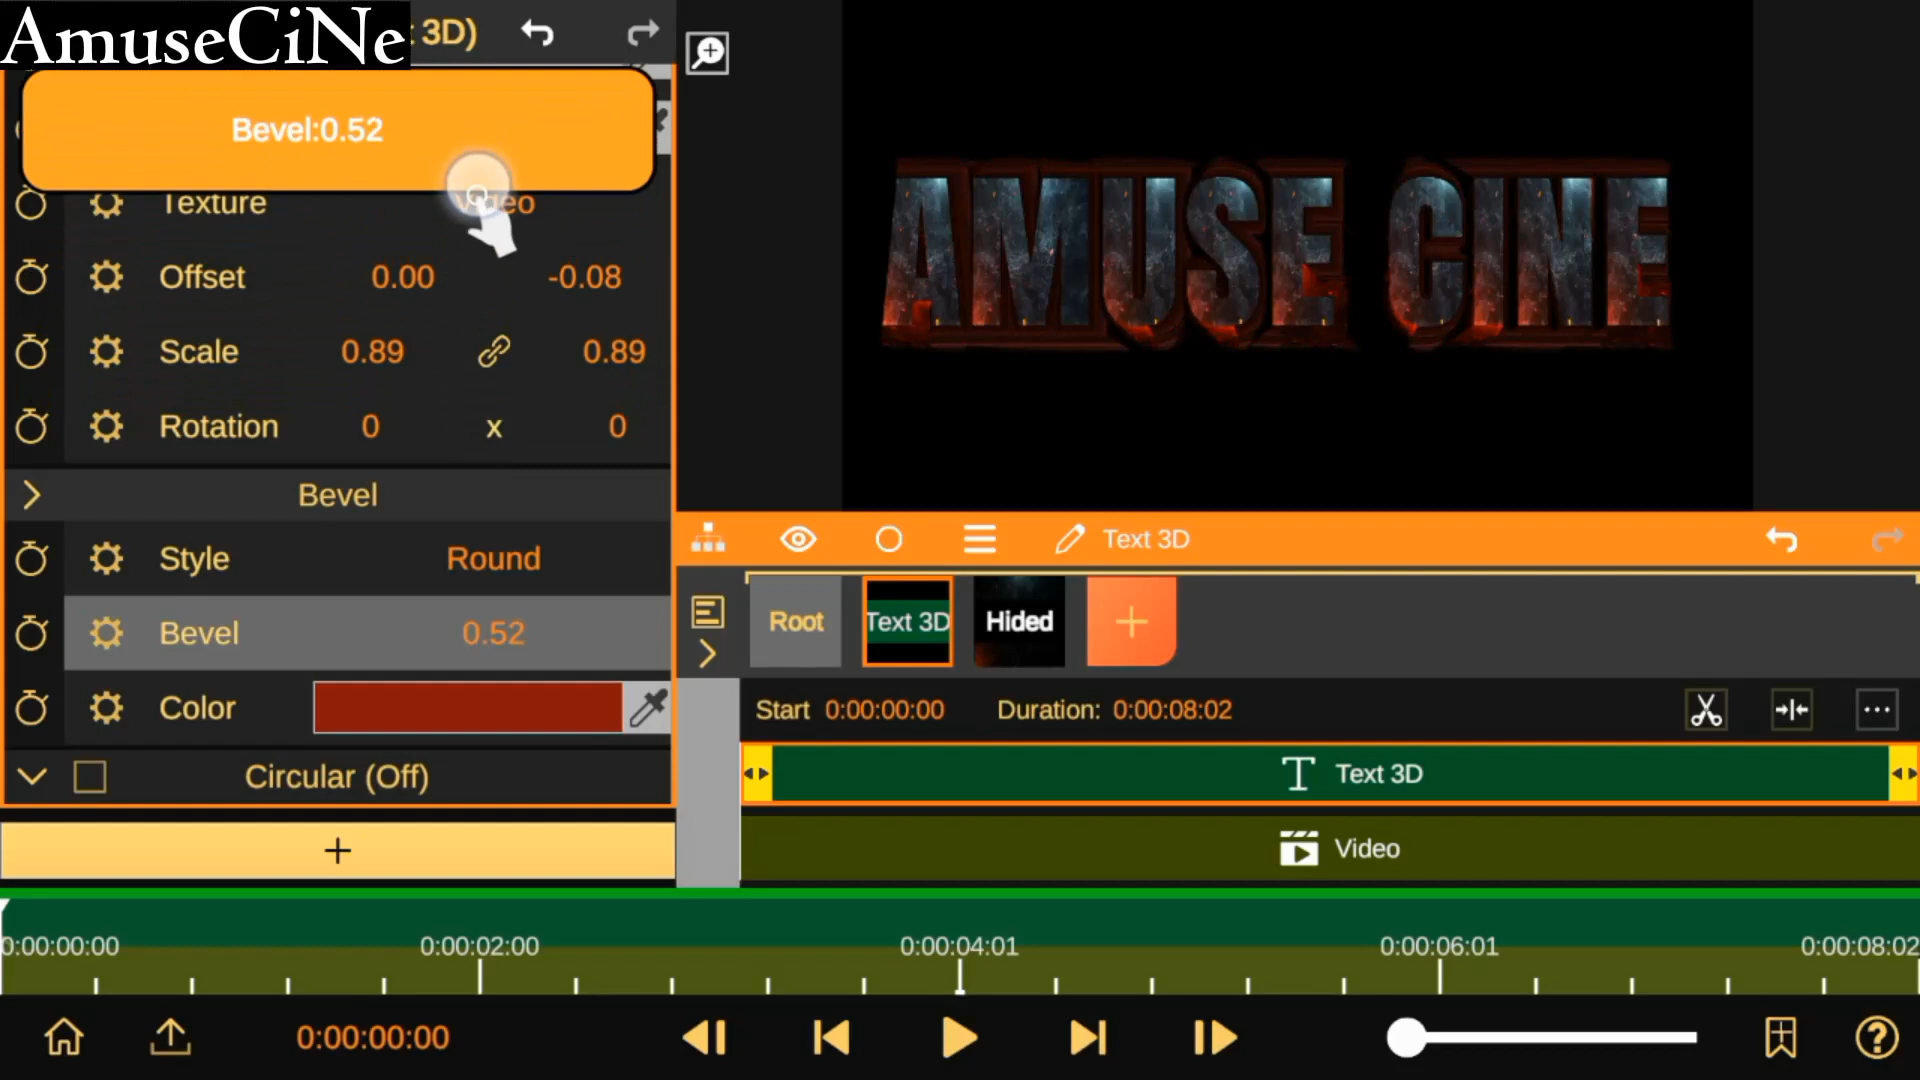 AmuseCiNe
3D)
Bevel:0.52
Texture
Offset 0.00 -0.08
Scale 0.89 0.89
Rotation 0 x 0
Bevel
Style Round
Bevel 0.52
Color
Circular (Off)
+
AMUSE CINE
Text 3D
Root Text 3D Hided +
Start 0:00:00:00 Duration: 0:00:08:02
Text 3D
Video
0:00:00:00 0:00:02:00 0:00:04:01 0:00:06:01 0:00:08:02
0:00:00:00